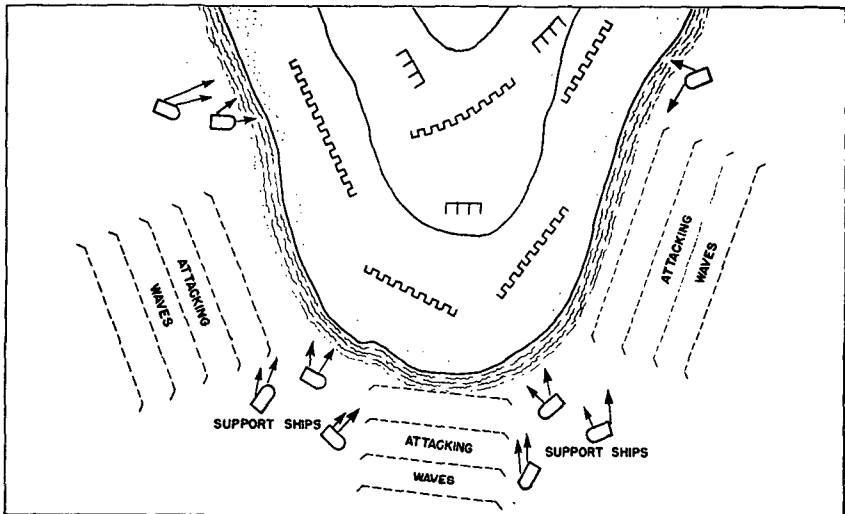 ATTACKING
WAVES
ATTACKING
WAVES
SUPPORT SHIPS
ATTACKING
WAVES
SUPPORT SHIPS